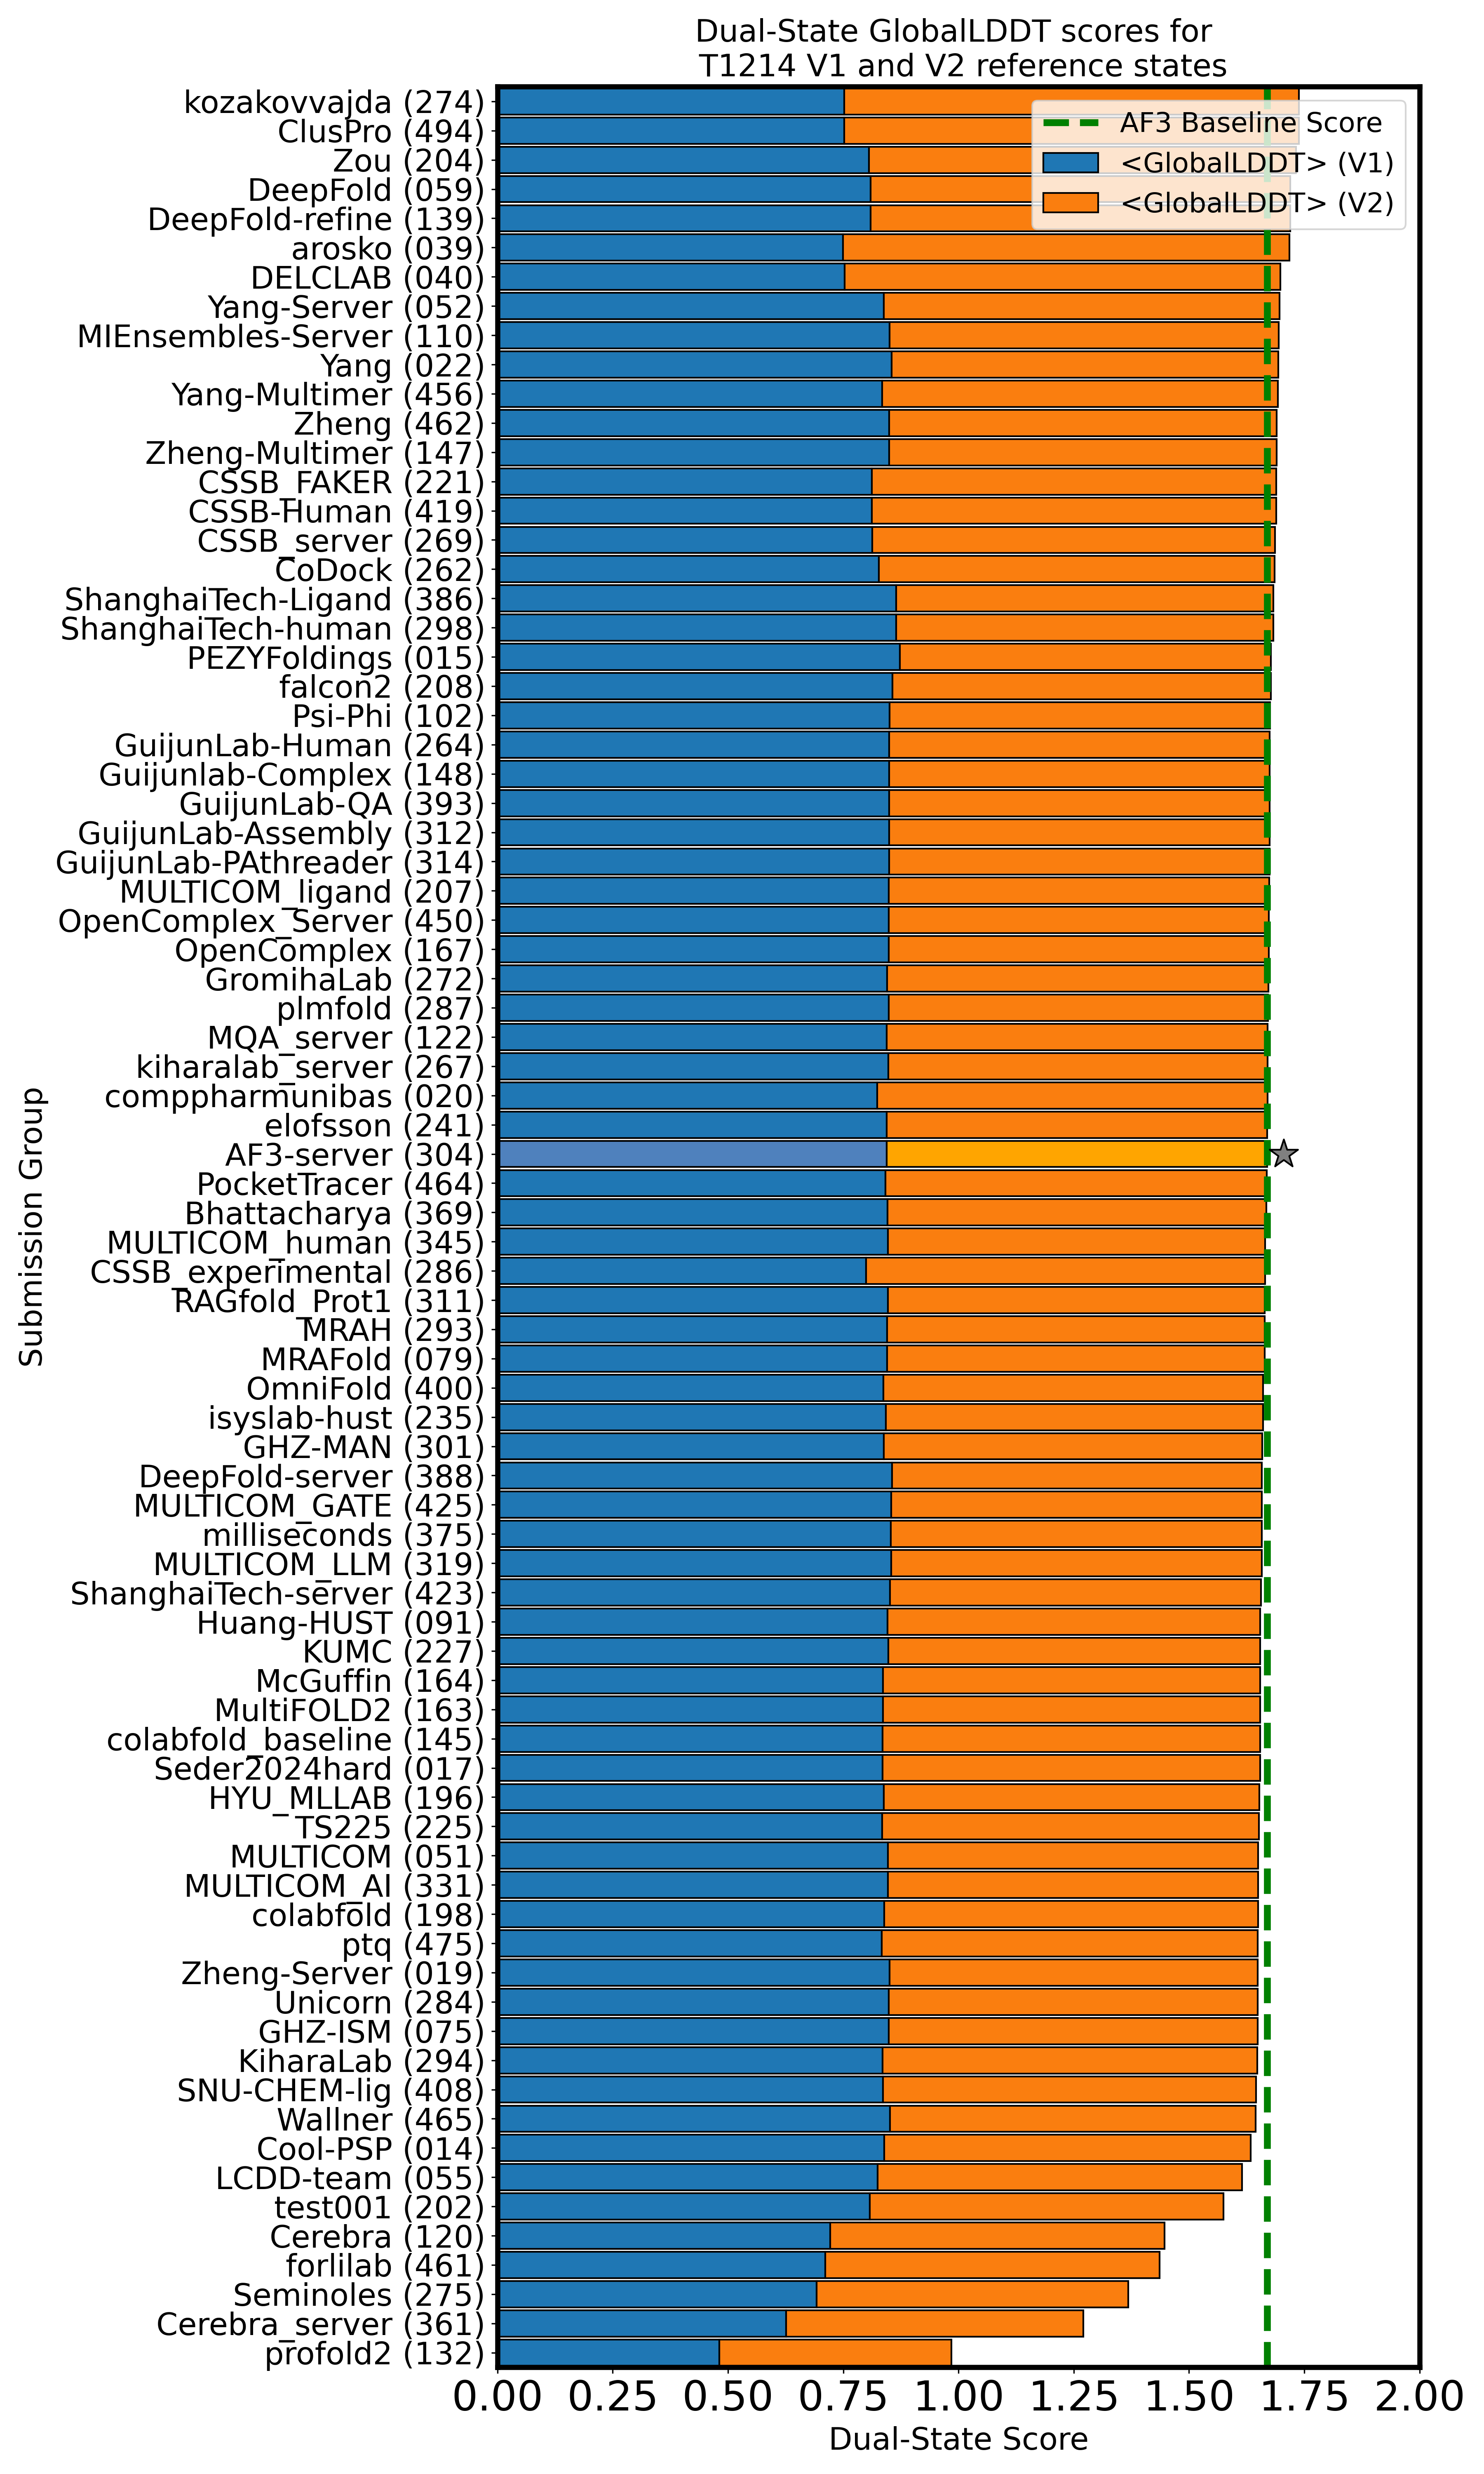 Dual-State GlobalLDDT scores for
T1214 V1 and V2 reference states
AF3 Baseline Score
<GlobalLDDT> (V1)
<GlobalLDDT> (V2)
Submission Group
kozakovvajda (274)
ClusPro (494)
Zou (204)
DeepFold (059)
DeepFold-refine (139)
arosko (039)
DELCLAB (040)
Yang-Server (052)
MIEnsembles-Server (110)
Yang (022)
Yang-Multimer (456)
Zheng (462)
Zheng-Multimer (147)
CSSB_FAKER (221)
CSSB-Human (419)
CSSB_server (269)
CoDock (262)
ShanghaiTech-Ligand (386)
ShanghaiTech-human (298)
PEZYFoldings (015)
falcon2 (208)
Psi-Phi (102)
GuijunLab-Human (264)
Guijunlab-Complex (148)
GuijunLab-QA (393)
GuijunLab-Assembly (312)
GuijunLab-PAthreader (314)
MULTICOM_ligand (207)
OpenComplex_Server (450)
OpenComplex (167)
GromihaLab (272)
plmfold (287)
MQA_server (122)
kiharalab_server (267)
comppharmunibas (020)
elofsson (241)
AF3-server (304)
PocketTracer (464)
Bhattacharya (369)
MULTICOM_human (345)
CSSB_experimental (286)
RAGfold_Prot1 (311)
MRAH (293)
MRAFold (079)
OmniFold (400)
isyslab-hust (235)
GHZ-MAN (301)
DeepFold-server (388)
MULTICOM_GATE (425)
milliseconds (375)
MULTICOM_LLM (319)
ShanghaiTech-server (423)
Huang-HUST (091)
KUMC (227)
McGuffin (164)
MultiFOLD2 (163)
colabfold_baseline (145)
Seder2024hard (017)
HYU_MLLAB (196)
TS225 (225)
MULTICOM (051)
MULTICOM_AI (331)
colabfold (198)
ptq (475)
Zheng-Server (019)
Unicorn (284)
GHZ-ISM (075)
KiharaLab (294)
SNU-CHEM-lig (408)
Wallner (465)
Cool-PSP (014)
LCDD-team (055)
test001 (202)
Cerebra (120)
forlilab (461)
Seminoles (275)
Cerebra_server (361)
profold2 (132)
0.00 0.25 0.50 0.75 1.00 1.25 1.50 1.75 2.00
Dual-State Score